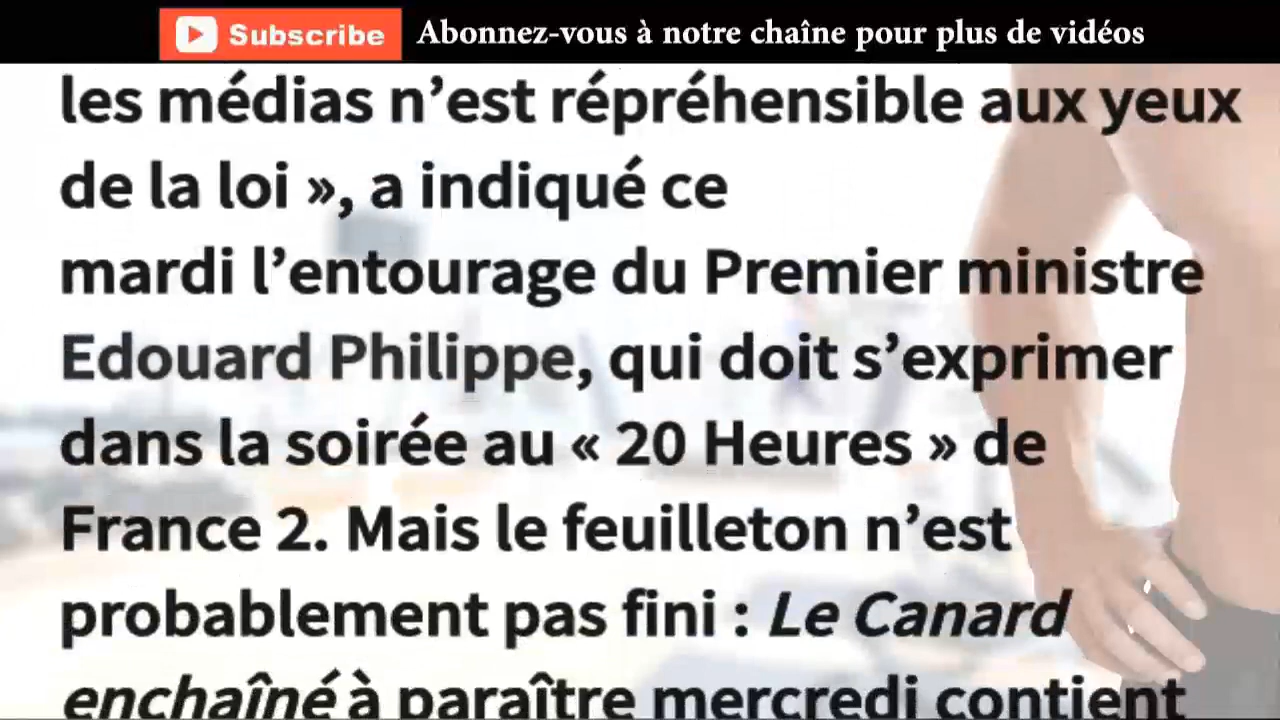 Subscribe Abonnez-vous à notre chaîne pour plus de vidéos
les médias n’est répréhensible aux yeux
de la loi », a indiqué ce
mardi l’entourage du Premier ministre
Edouard Philippe, qui doit s’exprimer
dans la soirée au « 20 Heures » de
France 2. Mais le feuilleton n’est
probablement pas fini : Le Canard
enchaîné à paraître mercredi contient